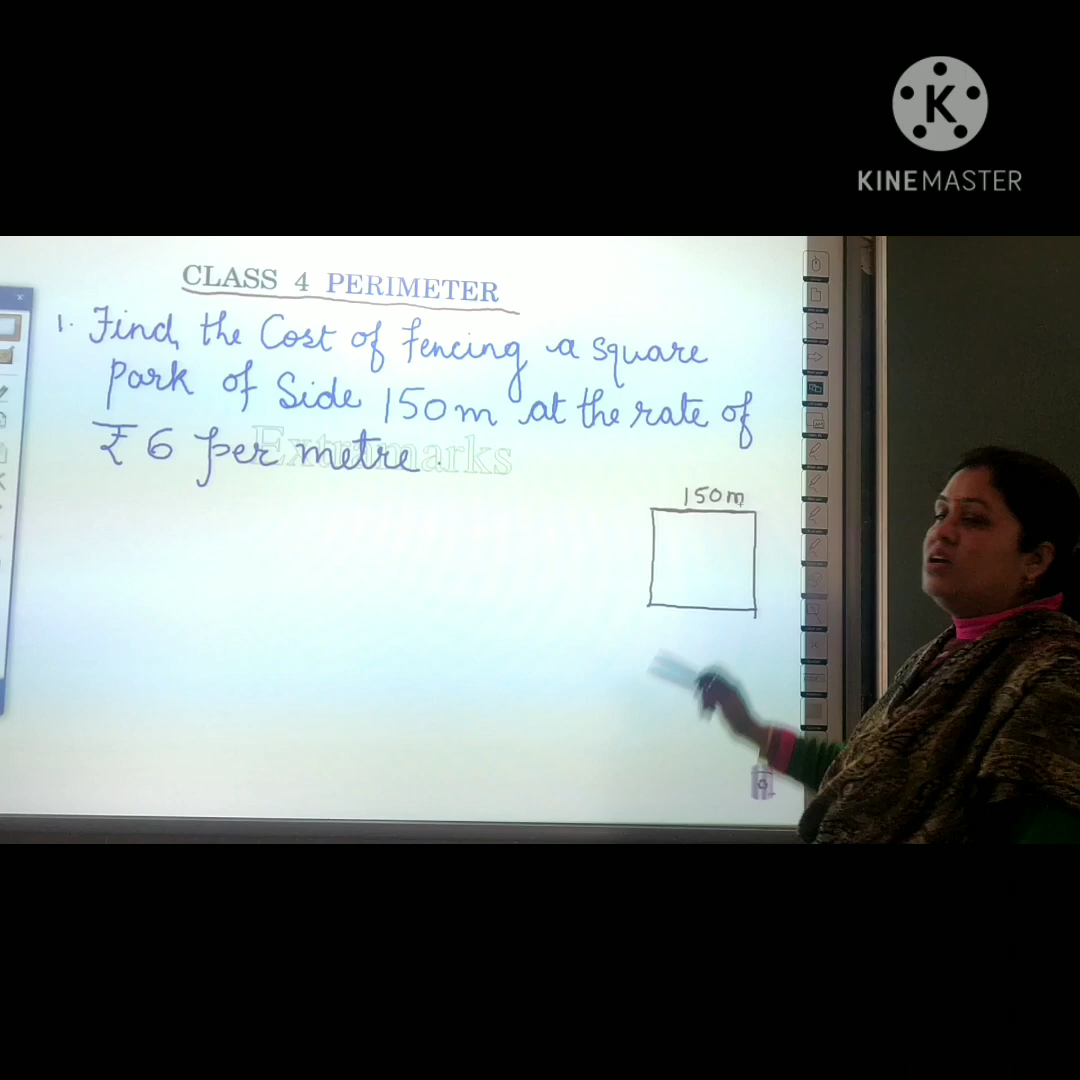 KINEMASTER
CLASS 4 PERIMETER
1. Find the Cost of fencing a square
park of Side 150m at the rate of
₹ 6 per metre.
Extramarks
150m